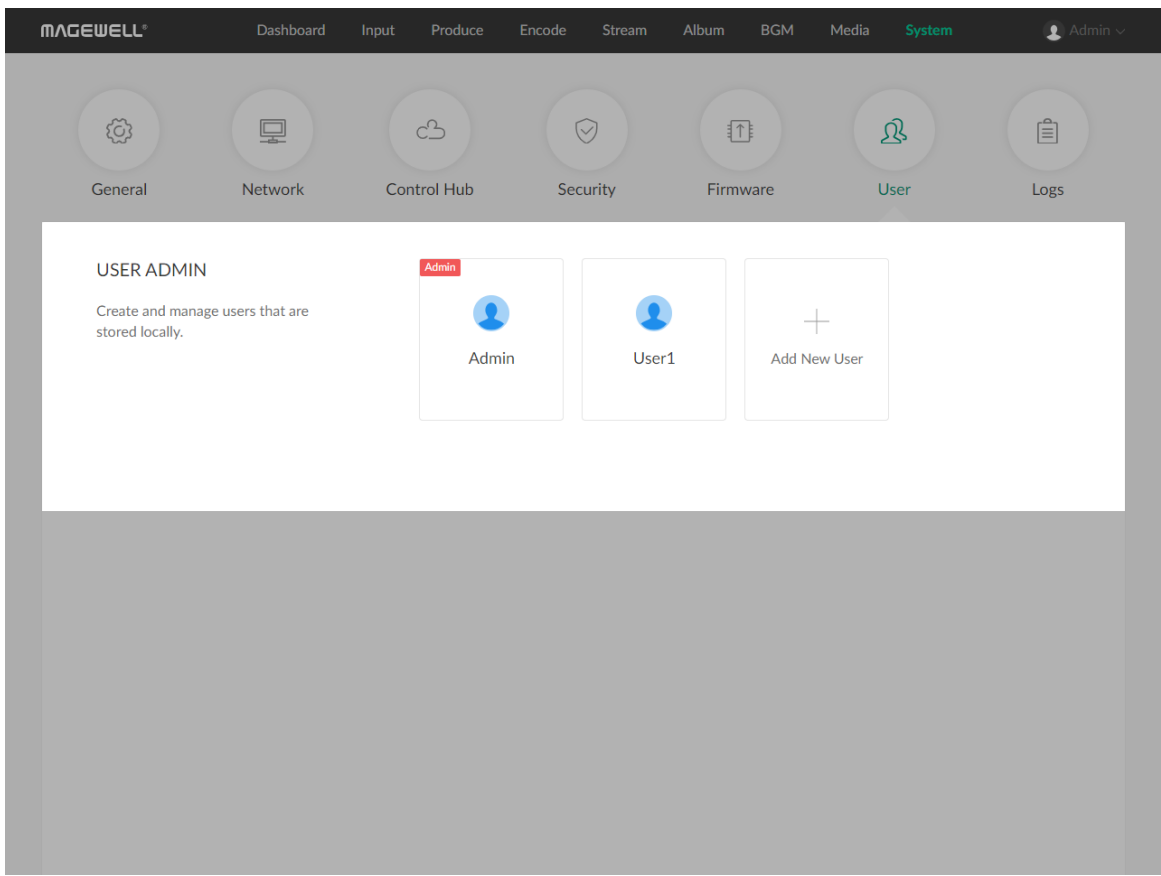 MAGEWELL®
Dashboard Input Produce Encode Stream Album BGM Media System Admin
General Network Control Hub Security Firmware User Logs
USER ADMIN
Create and manage users that are
stored locally.
Admin
Admin
User1
Add New User